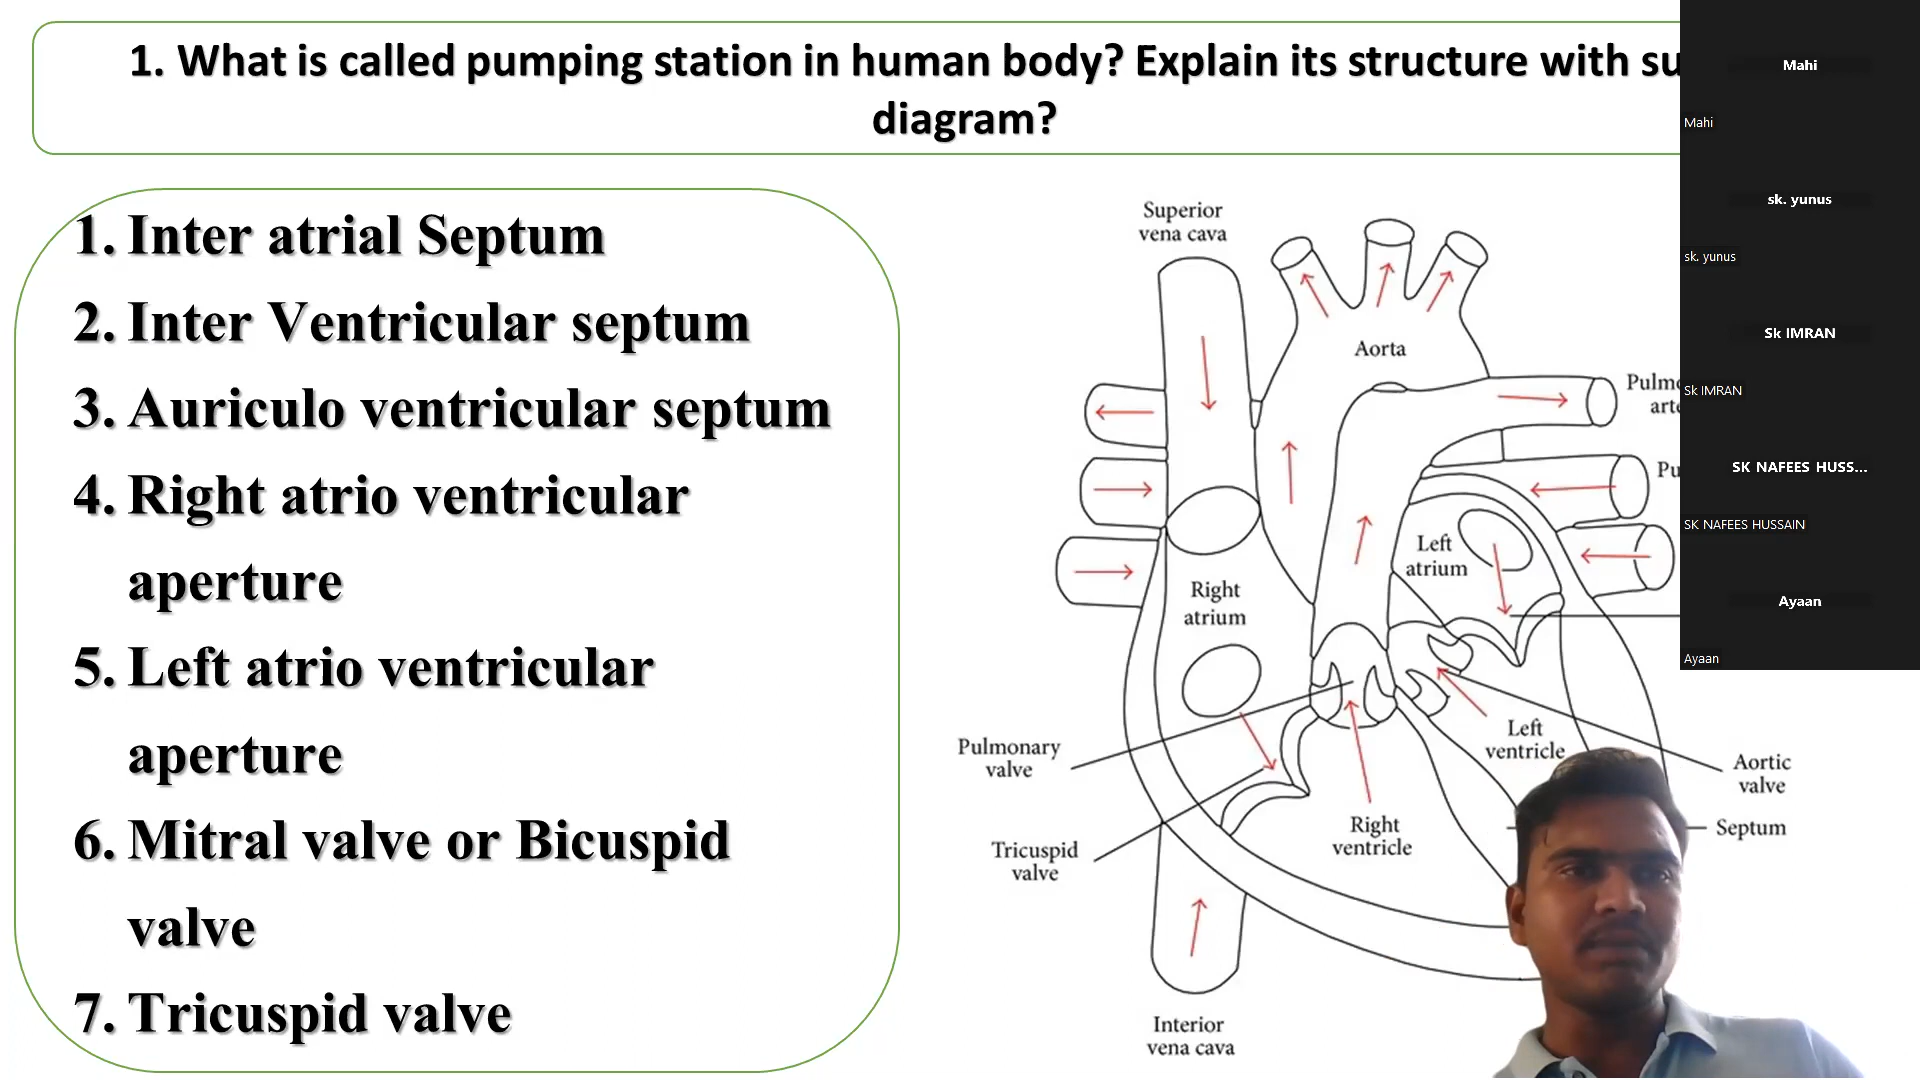 1. What is called pumping station in human body? Explain its structure with su
diagram?
1. Inter atrial Septum
2. Inter Ventricular septum
3. Auriculo ventricular septum
4. Right atrio ventricular
aperture
5. Left atrio ventricular
aperture
6. Mitral valve or Bicuspid
valve
7. Tricuspid valve
Superior
vena cava
Aorta
Pulmo
arte
Pu
Left
atrium
Right
atrium
Pulmonary
valve
Left
ventricle
Aortic
valve
Tricuspid
valve
Right
ventricle
Septum
Interior
vena cava
Mahi
Mahi
sk. yunus
sk. yunus
Sk IMRAN
Sk IMRAN
SK NAFEES HUSS...
SK NAFEES HUSSAIN
Ayaan
Ayaan